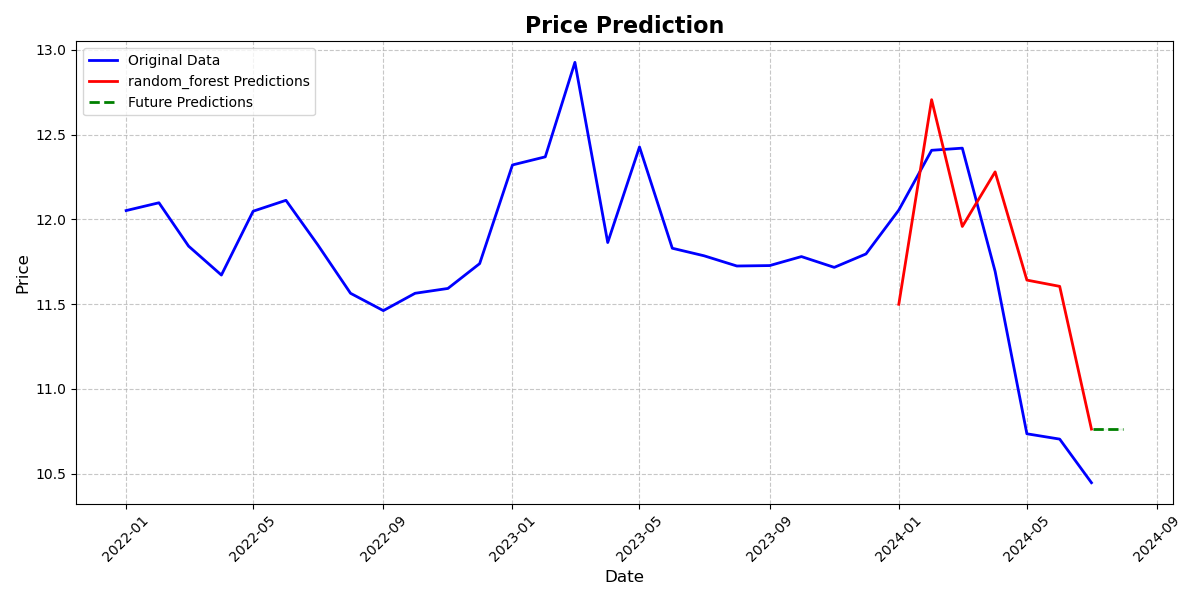 Price Prediction
Original Data
random_forest Predictions
Future Predictions
Price
13.0
12.5
12.0
11.5
11.0
10.5
2022-01
2022-05
2022-09
2023-01
2023-05
2023-09
2024-01
2024-05
2024-09
Date